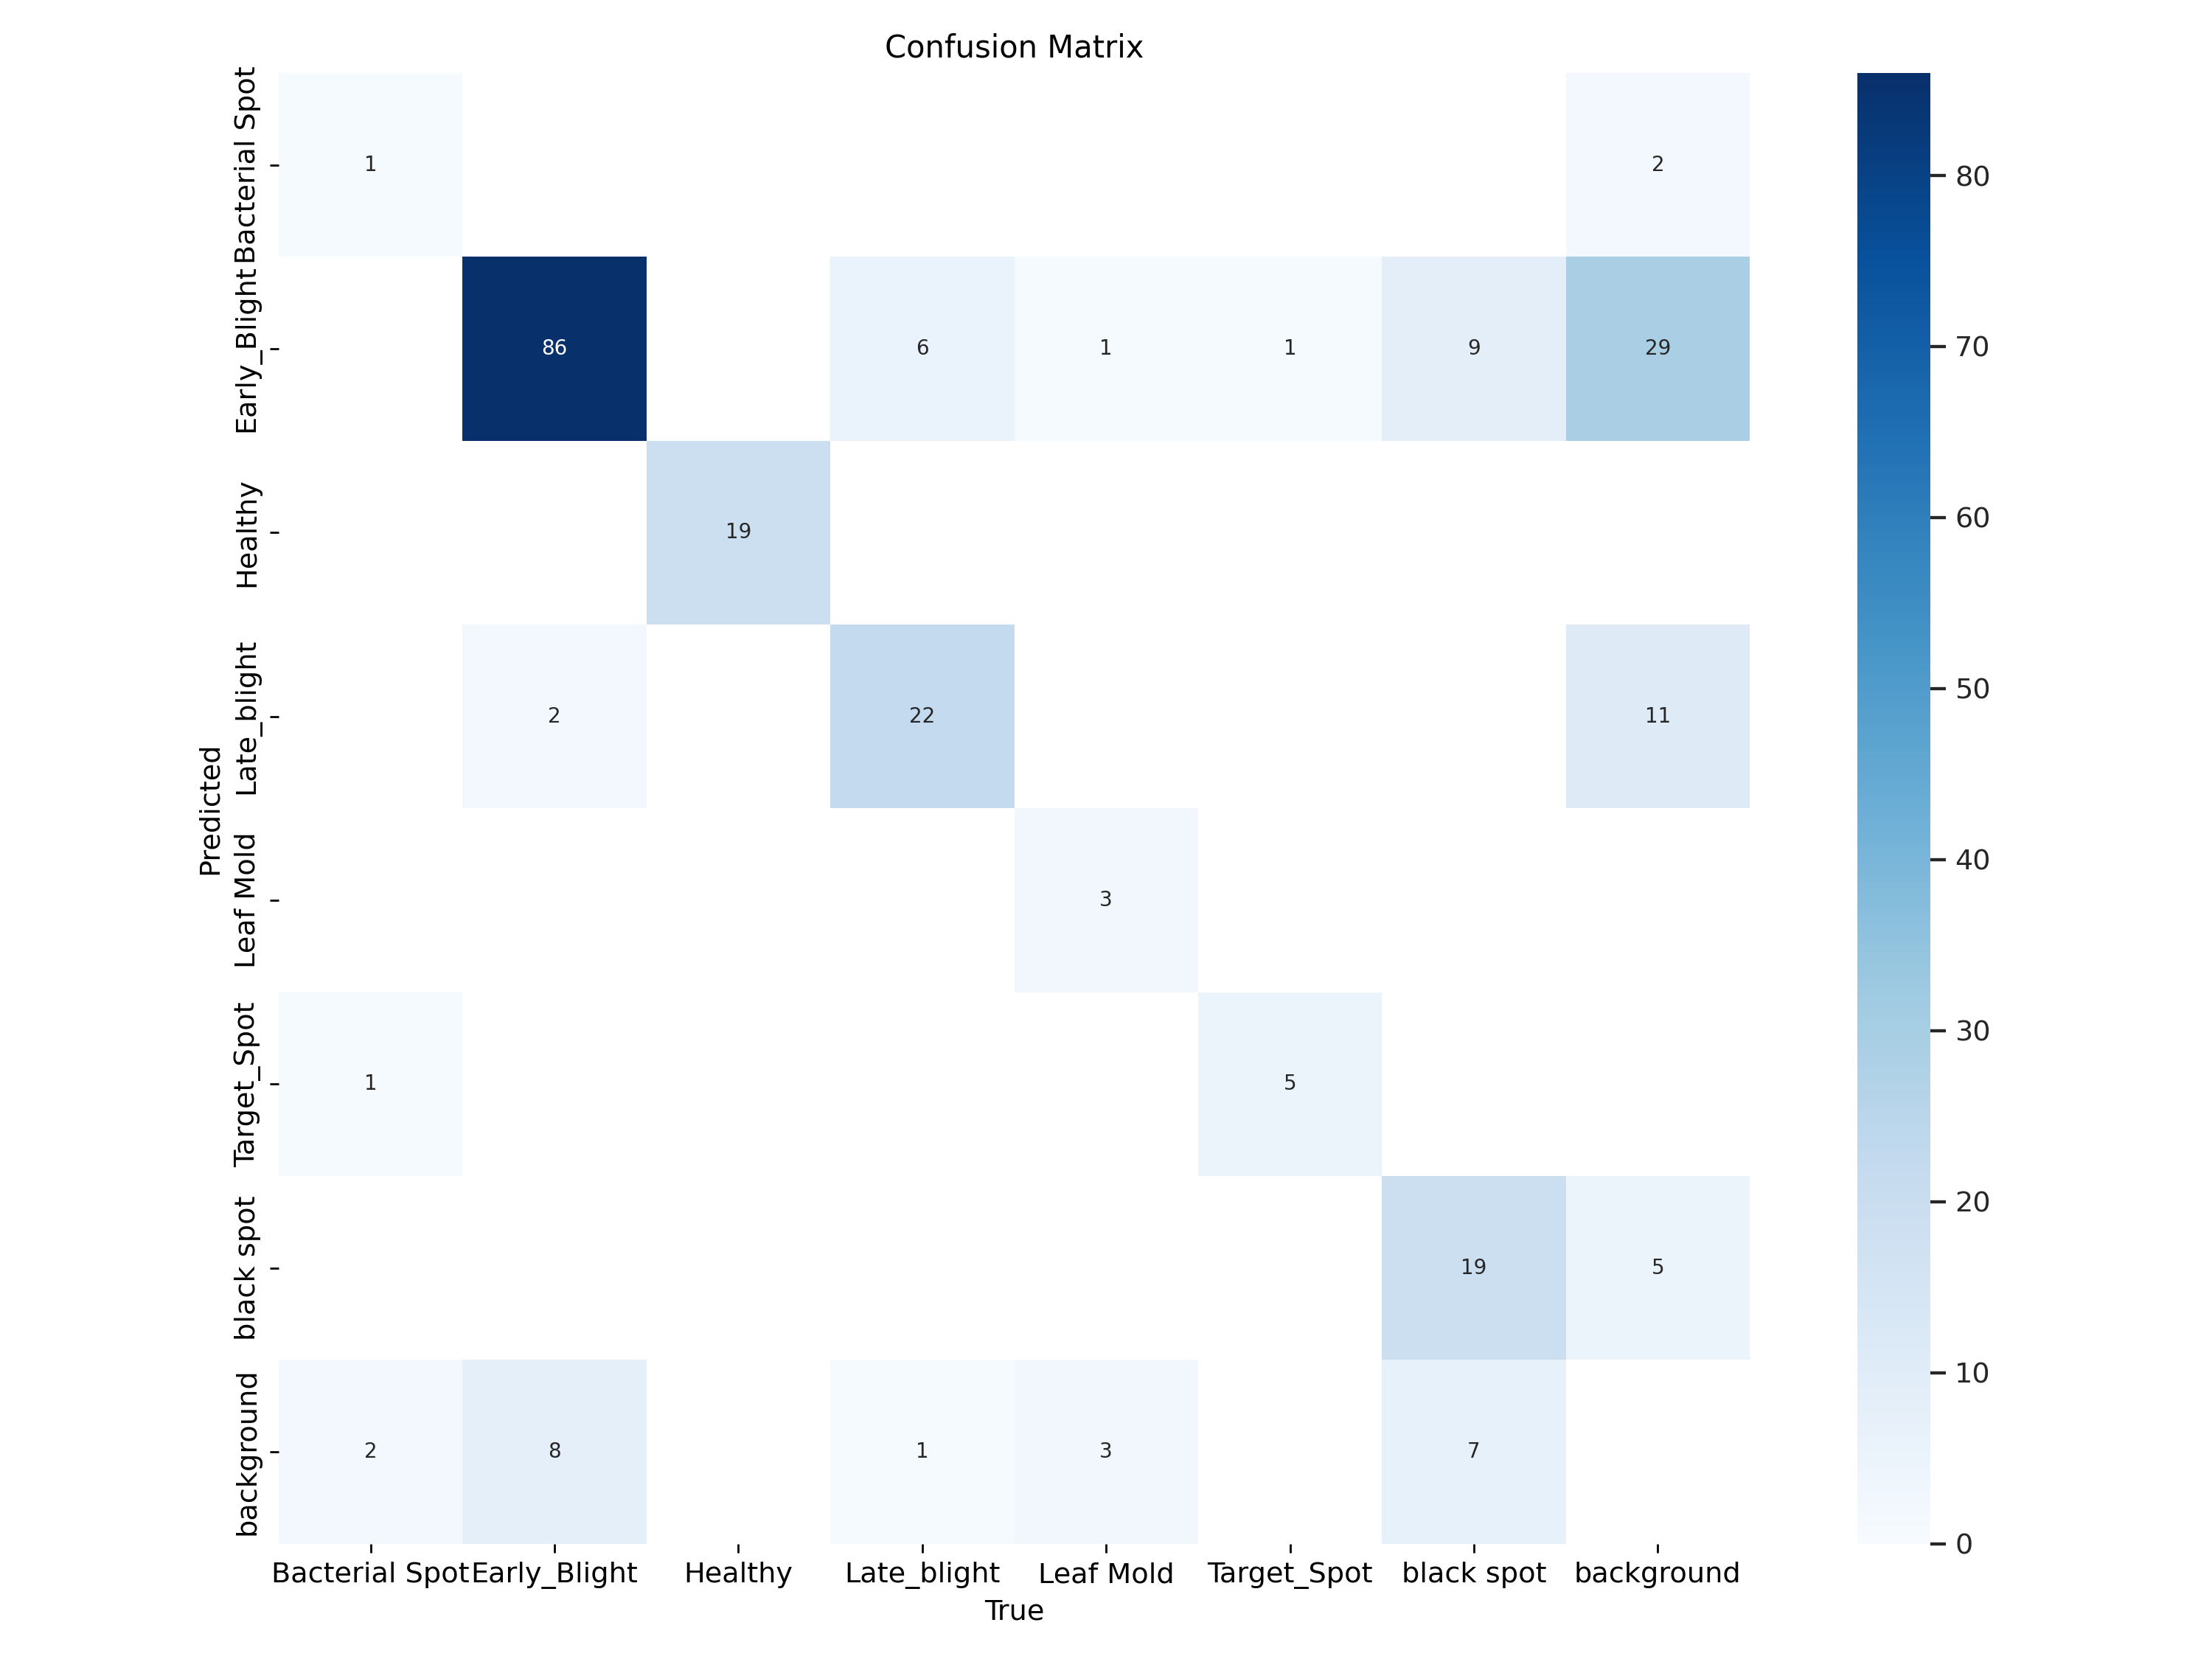 Confusion Matrix
Bacterial Spot
1
2
80
Early_Blight
86
6
1
1
9
29
70
Healthy
19
60
Late_blight
2
22
11
50
Predicted
40
Leaf Mold
3
Target_Spot
1
5
30
black spot
19
5
20
background
2
8
1
3
7
10
0
Bacterial Spot
Early_Blight
Healthy
Late_blight
Leaf Mold
Target_Spot
black spot
background
True